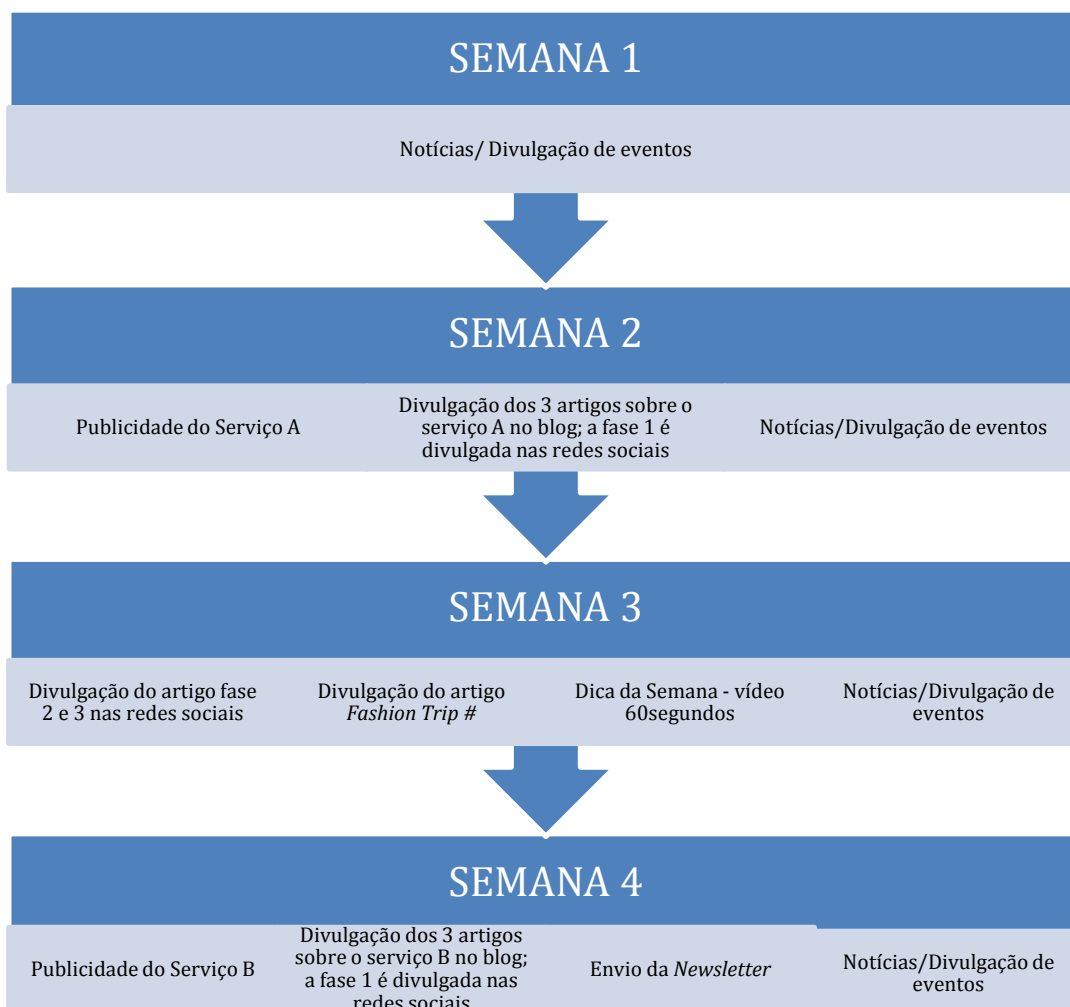 SEMANA 1
Notícias/ Divulgação de eventos
SEMANA 2
Publicidade do Serviço A
Divulgação dos 3 artigos sobre o
serviço A no blog; a fase 1 é
divulgada nas redes sociais
Notícias/Divulgação de eventos
SEMANA 3
Divulgação do artigo fase
2 e 3 nas redes sociais
Divulgação do artigo
Fashion Trip #
Dica da Semana - vídeo
60segundos
Notícias/Divulgação de
eventos
SEMANA 4
Publicidade do Serviço B
Divulgação dos 3 artigos
sobre o serviço B no blog;
a fase 1 é divulgada nas
redes sociais
Envio da Newsletter
Notícias/Divulgação de
eventos